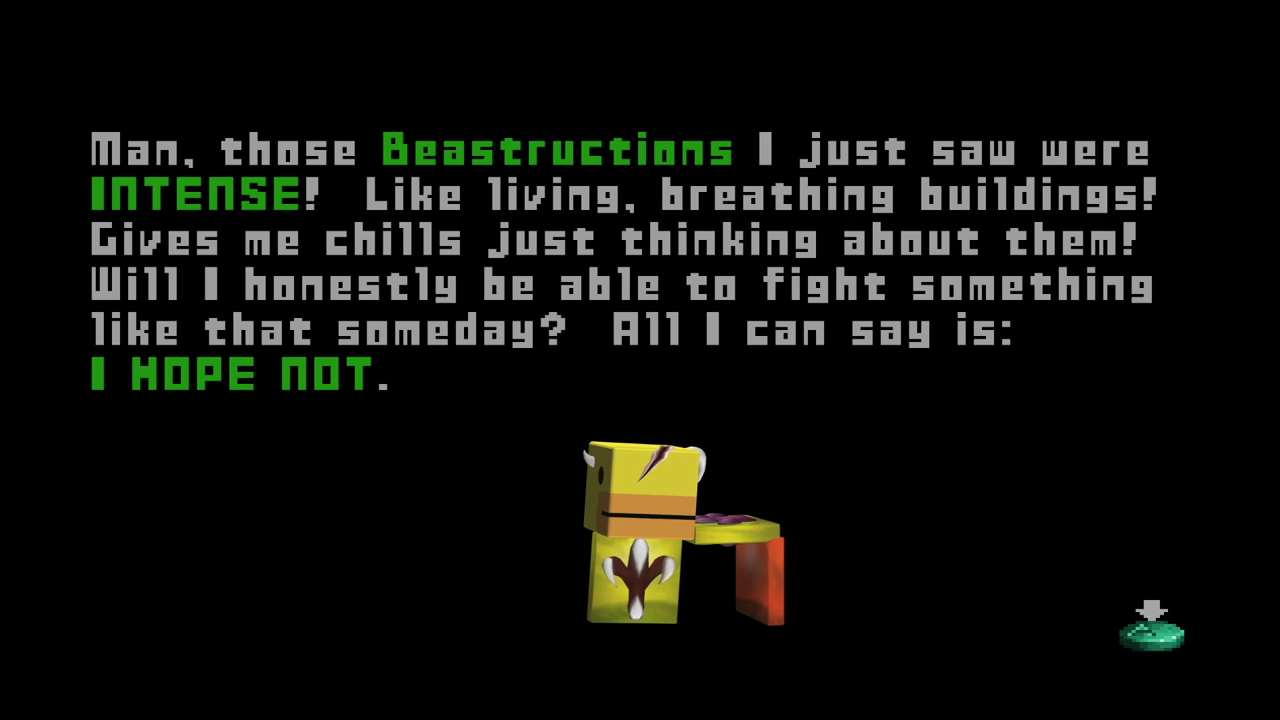 Man, those Beastructions I just saw were
INTENSE!  Like living, breathing buildings!
Gives me chills just thinking about them!
Will I honestly be able to fight something
like that someday?  All I can say is:
I HOPE NOT.